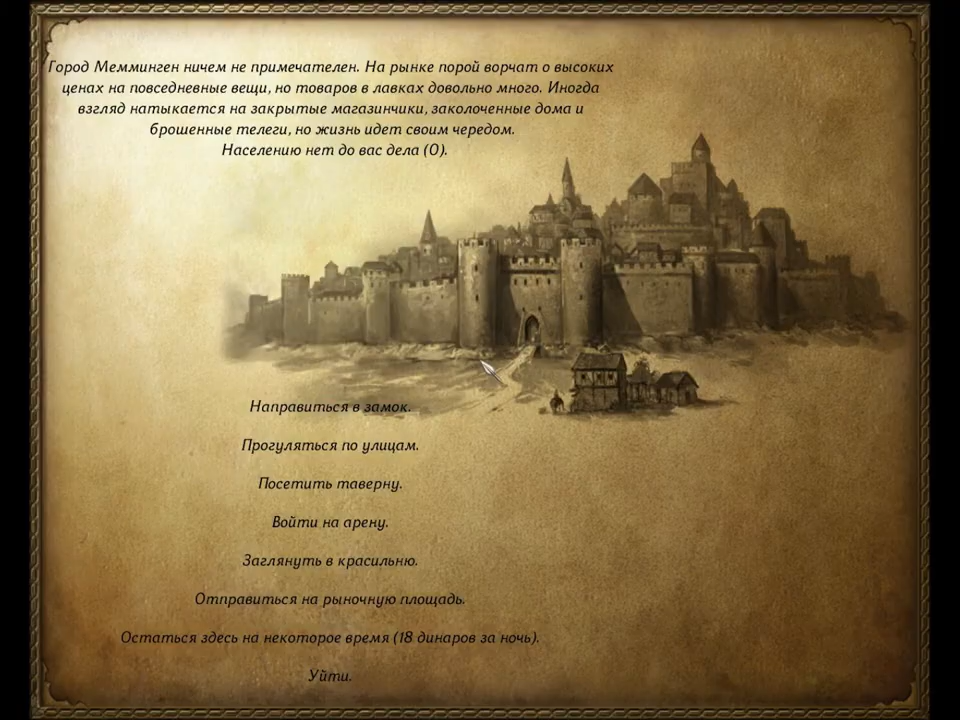 Город Мемминген ничем не примечателен. На рынке порой ворчат о высоких
ценах на повседневные вещи, но товаров в лавках довольно много. Иногда
взгляд натыкается на закрытые магазинчики, заколоченные дома и
брошенные телеги, но жизнь идет своим чередом.
Населению нет до вас дела (0).
Направиться в замок.
Прогуляться по улицам.
Посетить таверну.
Войти на арену.
Заглянуть в красильню.
Отправиться на рыночную площадь.
Остаться здесь на некоторое время (18 динаров за ночь).
Уйти.